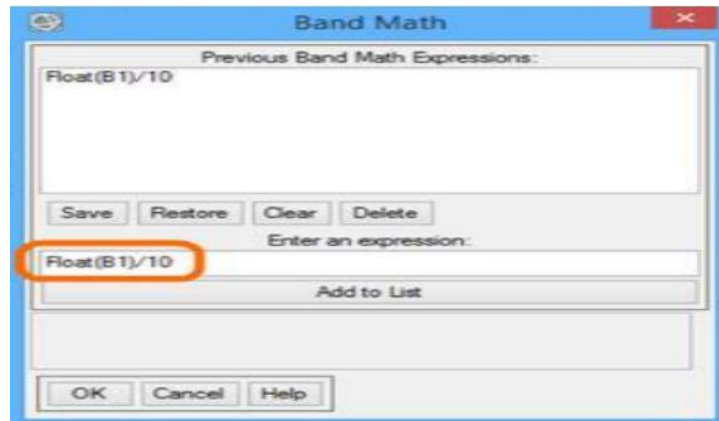 Band Math
Previous Band Math Expressions:
Float(B1)/10
Save Restore Clear Delete
Enter an expression:
Float(B1)/10
Add to List
OK Cancel Help